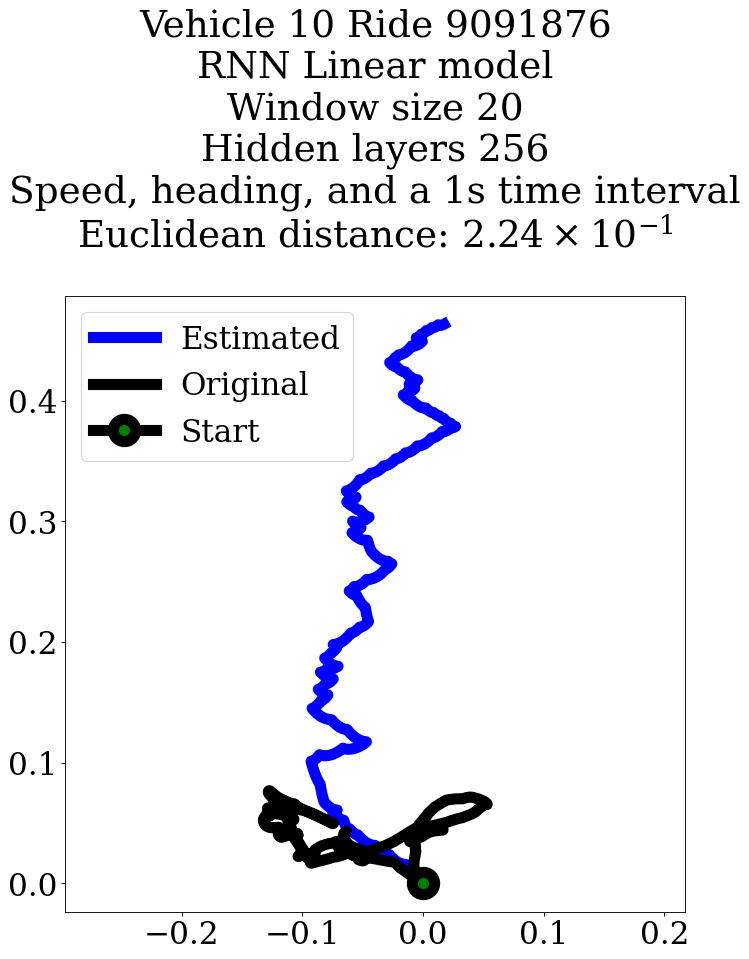 Vehicle 10 Ride 9091876
RNN Linear model
Window size 20
Hidden layers 256
Speed, heading, and a 1s time interval
Euclidean distance: 2.24 × 10⁻¹
Estimated
Original
Start
0.4
0.3
0.2
0.1
0.0
−0.2 −0.1 0.0 0.1 0.2